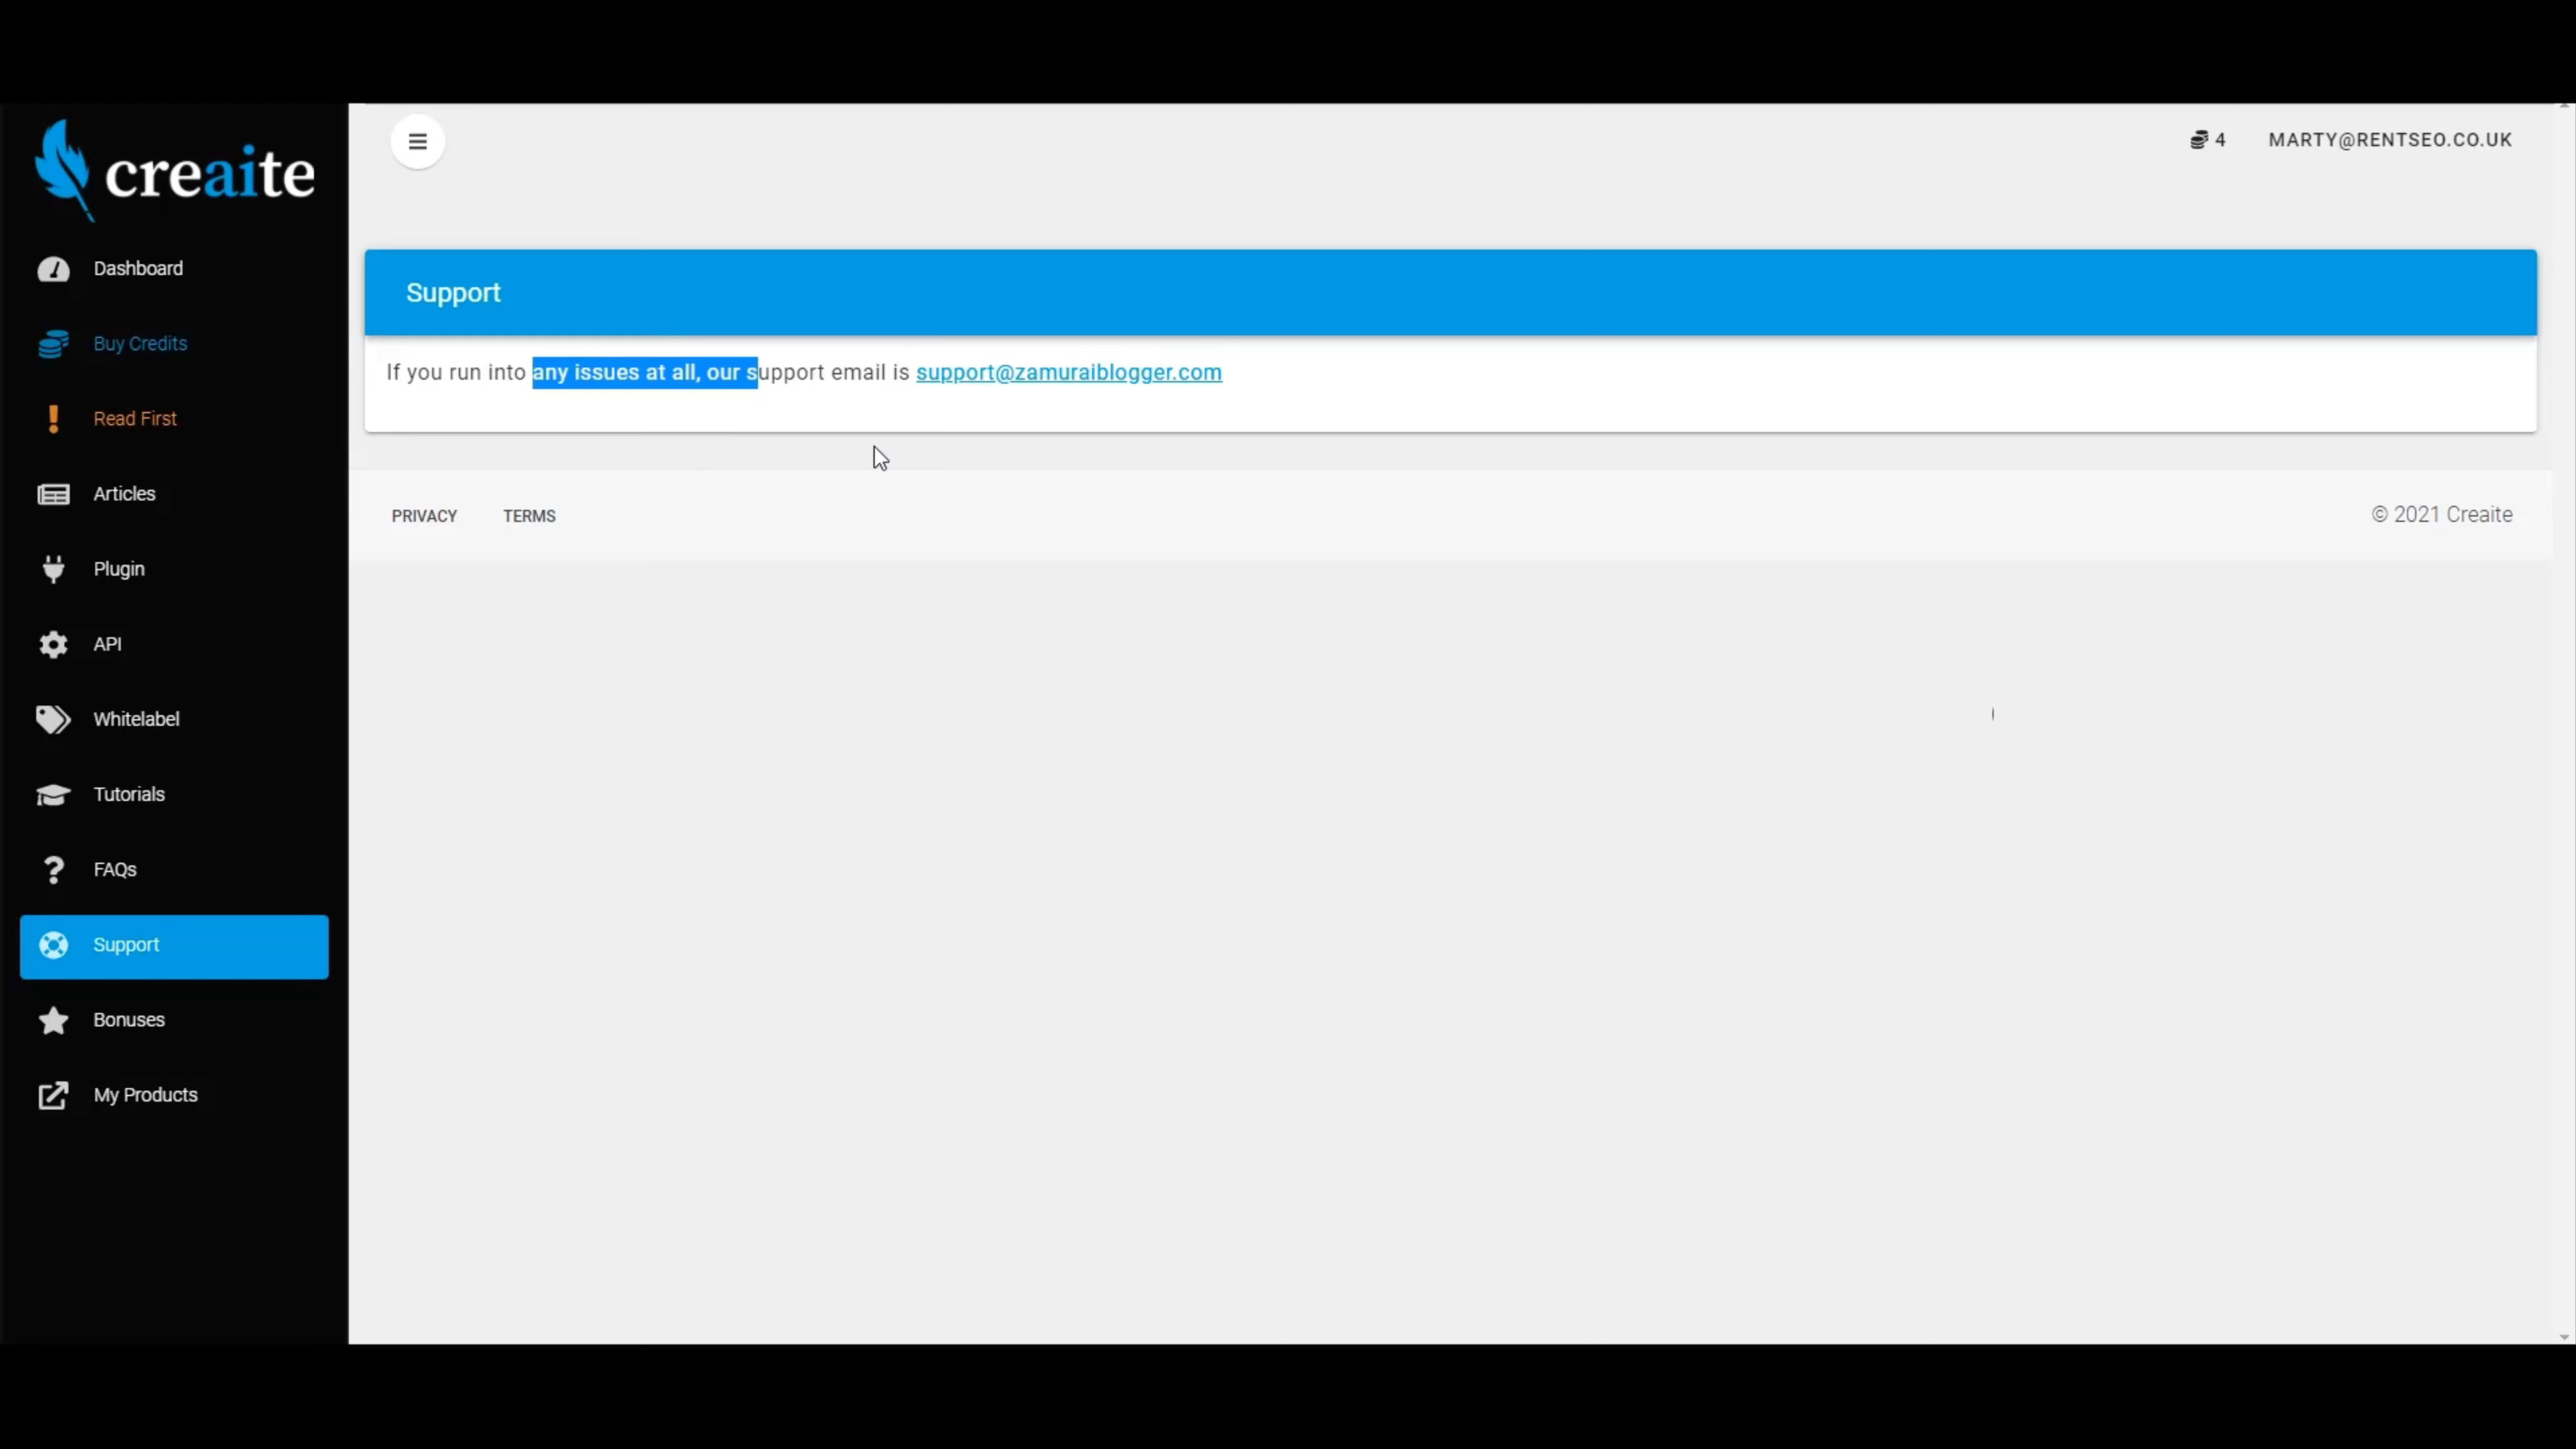 creaite
Dashboard
Buy Credits
Read First
Articles
Plugin
API
Whitelabel
Tutorials
FAQs
Support
Bonuses
My Products
4 MARTY@RENTSEO.CO.UK
Support
If you run into any issues at all, our support email is support@zamuraiblogger.com
PRIVACY TERMS © 2021 Creaite